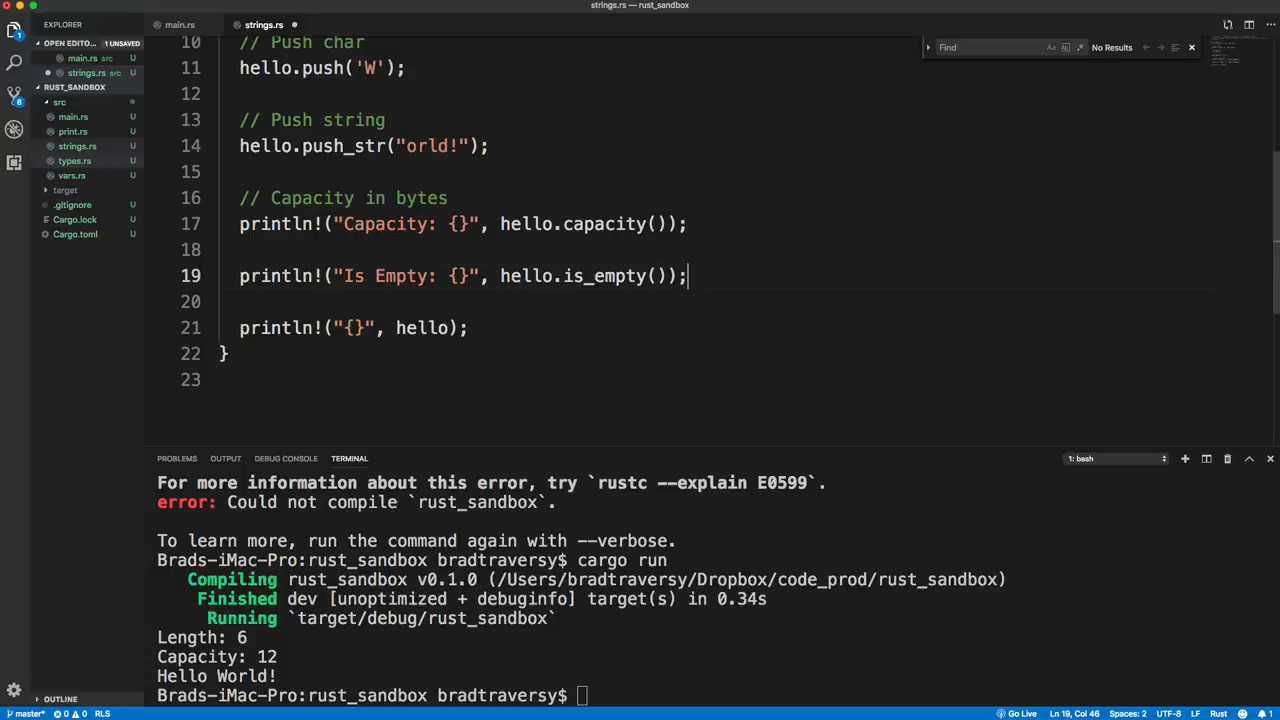 strings.rs — rust_sandbox
EXPLORER
main.rs
strings.rs
OPEN EDITO... 1 UNSAVED
main.rs src U
strings.rs src U
RUST_SANDBOX
src
main.rs U
print.rs U
strings.rs U
types.rs U
vars.rs U
target
.gitignore U
Cargo.lock U
Cargo.toml U
1
8
Find
Aa
Abl
.*
No Results
10 // Push char
11 hello.push('W');
12
13 // Push string
14 hello.push_str("orld!");
15
16 // Capacity in bytes
17 println!("Capacity: {}", hello.capacity());
18
19 println!("Is Empty: {}", hello.is_empty());
20
21 println!("{}", hello);
22 }
23
PROBLEMS OUTPUT DEBUG CONSOLE TERMINAL
1: bash
For more information about this error, try `rustc --explain E0599`.
error: Could not compile `rust_sandbox`.
To learn more, run the command again with --verbose.
Brads-iMac-Pro:rust_sandbox bradtraversy$ cargo run
Compiling rust_sandbox v0.1.0 (/Users/bradtraversy/Dropbox/code_prod/rust_sandbox)
Finished dev [unoptimized + debuginfo] target(s) in 0.34s
Running `target/debug/rust_sandbox`
Length: 6
Capacity: 12
Hello World!
Brads-iMac-Pro:rust_sandbox bradtraversy$
OUTLINE
master* 0 0 RLS
Go Live Ln 19, Col 46 Spaces: 2 UTF-8 LF Rust 1